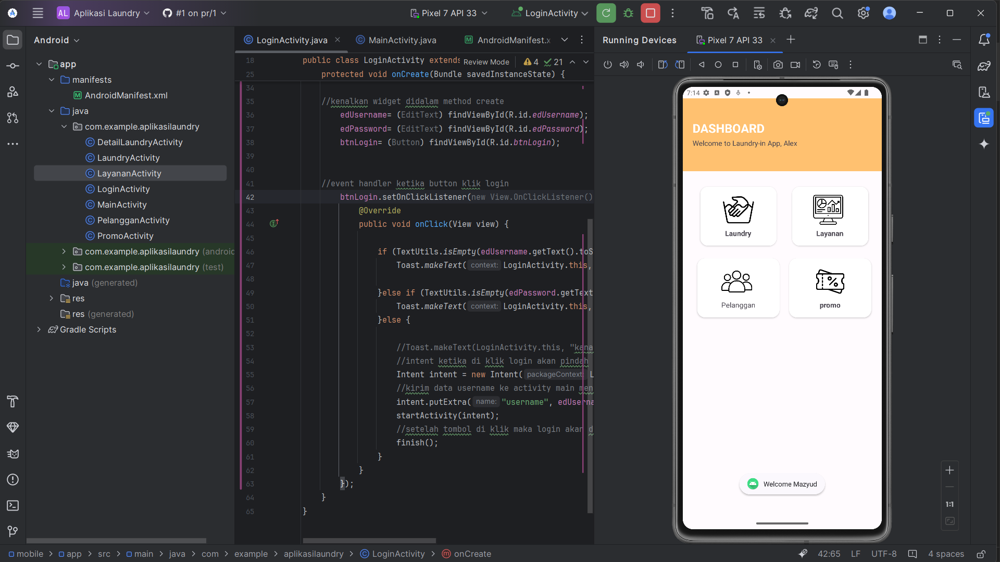 AL Aplikasi Laundry
#1 on pr/1
Pixel 7 API 33
LoginActivity
Android
app
manifests
AndroidManifest.xml
java
com.example.aplikasilaundry
DetailLaundryActivity
LaundryActivity
LayananActivity
LoginActivity
MainActivity
PelangganActivity
PromoActivity
com.example.aplikasilaundry (androic
com.example.aplikasilaundry (test)
java (generated)
res
res (generated)
Gradle Scripts
LoginActivity.java
MainActivity.java
AndroidManifest.x
Review Mode
4
21
18 public class LoginActivity extends
25 protected void onCreate(Bundle savedInstanceState) {
34
35 //kenalkan widget didalam method create
36 edUsername= (EditText) findViewById(R.id.edUsername);
37 edPassword= (EditText) findViewById(R.id.edPassword);
38 btnLogin= (Button) findViewById(R.id.btnLogin);
39
40
41 //event handler ketika button klik login
42 btnLogin.setOnClickListener(new View.OnClickListener()
43 @Override
44 public void onClick(View view) {
45
46 if (TextUtils.isEmpty(edUsername.getText().toS
47 Toast.makeText( context: LoginActivity.this,
48
49 }else if (TextUtils.isEmpty(edPassword.getText
50 Toast.makeText( context: LoginActivity.this,
51 }else {
52
53 //Toast.makeText(LoginActivity.this, "kana
54 //intent ketika di klik login akan pindah
55 Intent intent = new Intent( packageContext: L
56 //kirim data username ke activity main men
57 intent.putExtra( name: "username", edUserna
58 startActivity(intent);
59 //setelah tombol di klik maka login akan d
60 finish();
61 }
62 }
63 });
64 }
65 }
Running Devices
Pixel 7 API 33
7:14
DASHBOARD
Welcome to Laundry-in App, Alex
Laundry
Layanan
Pelanggan
promo
Welcome Mazyud
1:1
mobile > app > src > main > java > com > example > aplikasilaundry > LoginActivity > onCreate
42:65
LF
UTF-8
4 spaces